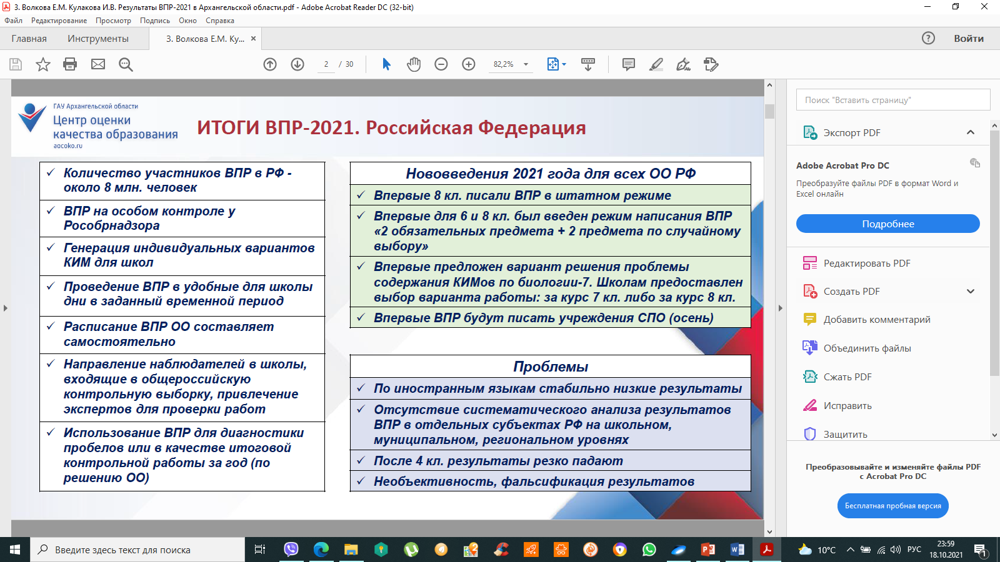 3. Волкова Е.М. Кулакова И.В. Результаты ВПР-2021 в Архангельской области.pdf - Adobe Acrobat Reader DC (32-bit)
Файл Редактирование Просмотр Подпись Окно Справка
Главная Инструменты 3. Волкова Е.М. Ку... × Войти
2 / 30 82,2%
ГАУ Архангельской области
Центр оценки
качества образования
aocoko.ru
ИТОГИ ВПР-2021. Российская Федерация
Количество участников ВПР в РФ -
около 8 млн. человек
ВПР на особом контроле у
Рособрнадзора
Генерация индивидуальных вариантов
КИМ для школ
Проведение ВПР в удобные для школы
дни в заданный временной период
Расписание ВПР ОО составляет
самостоятельно
Направление наблюдателей в школы,
входящие в общероссийскую
контрольную выборку, привлечение
экспертов для проверки работ
Использование ВПР для диагностики
пробелов или в качестве итоговой
контрольной работы за год (по
решению ОО)
Нововведения 2021 года для всех ОО РФ
Впервые 8 кл. писали ВПР в штатном режиме
Впервые для 6 и 8 кл. был введен режим написания ВПР
«2 обязательных предмета + 2 предмета по случайному
выбору»
Впервые предложен вариант решения проблемы
содержания КИМов по биологии-7. Школам предоставлен
выбор варианта работы: за курс 7 кл. либо за курс 8 кл.
Впервые ВПР будут писать учреждения СПО (осень)
Проблемы
По иностранным языкам стабильно низкие результаты
Отсутствие систематического анализа результатов
ВПР в отдельных субъектах РФ на школьном,
муниципальном, региональном уровнях
После 4 кл. результаты резко падают
Необъективность, фальсификация результатов
Поиск "Вставить страницу"
Экспорт PDF
Adobe Acrobat Pro DC
Преобразуйте файлы PDF в формат Word и
Excel онлайн
Подробнее
Редактировать PDF
Создать PDF
Добавить комментарий
Объединить файлы
Сжать PDF
Исправить
Защитить
Преобразовывайте и изменяйте файлы PDF
с Acrobat Pro DC
Бесплатная пробная версия
Введите здесь текст для поиска
10°C РУС
23:59
18.10.2021
1